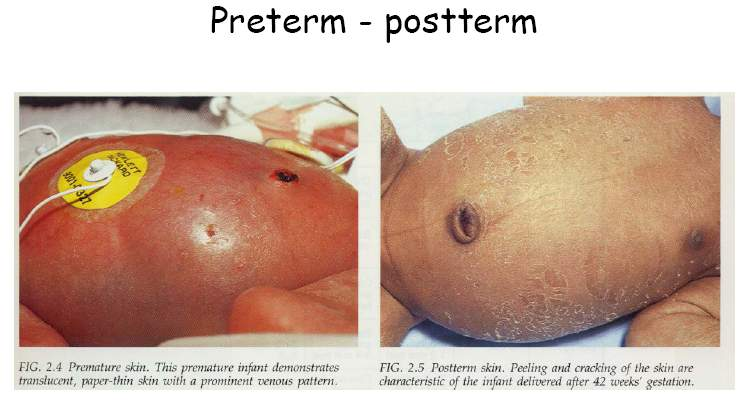 Preterm - postterm
HEWLETT
PACKARD
FIG. 2.4 Premature skin. This premature infant demonstrates
translucent, paper-thin skin with a prominent venous pattern.
FIG. 2.5 Postterm skin. Peeling and cracking of the skin are
characteristic of the infant delivered after 42 weeks' gestation.